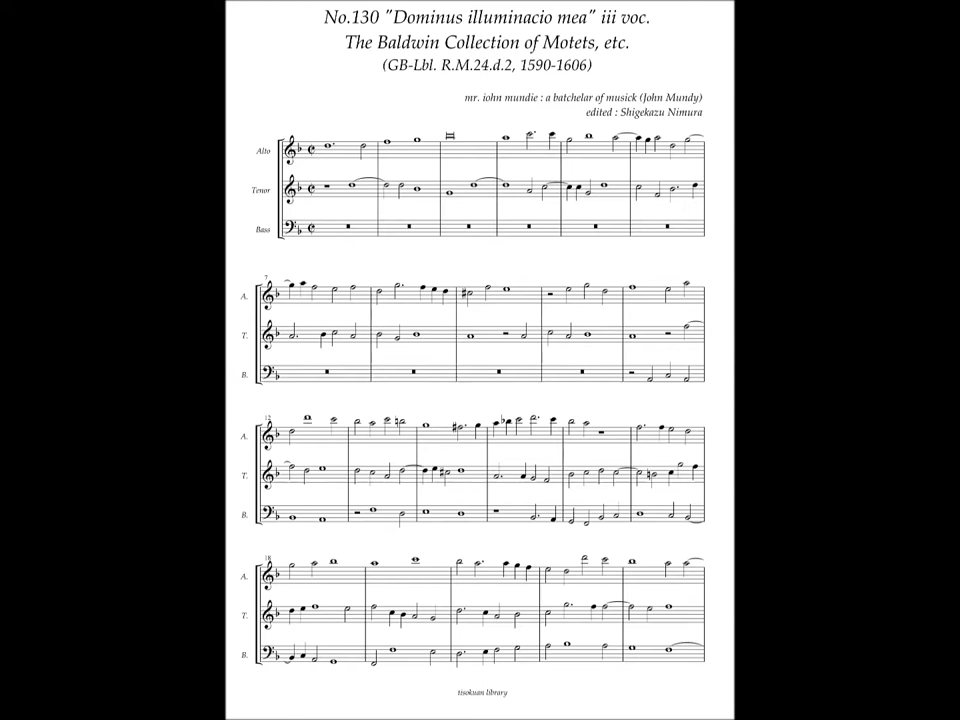 No.130 "Dominus illuminacio mea" iii voc.
The Baldwin Collection of Motets, etc.
(GB-Lbl. R.M.24.d.2, 1590-1606)
mr. iohn mundie : a batchelar of musick (John Mundy)
edited : Shigekazu Nimura
Alto
Tenor
Bass
7
A.
T.
B.
12
A.
T.
B.
18
A.
T.
B.
tisokuan library